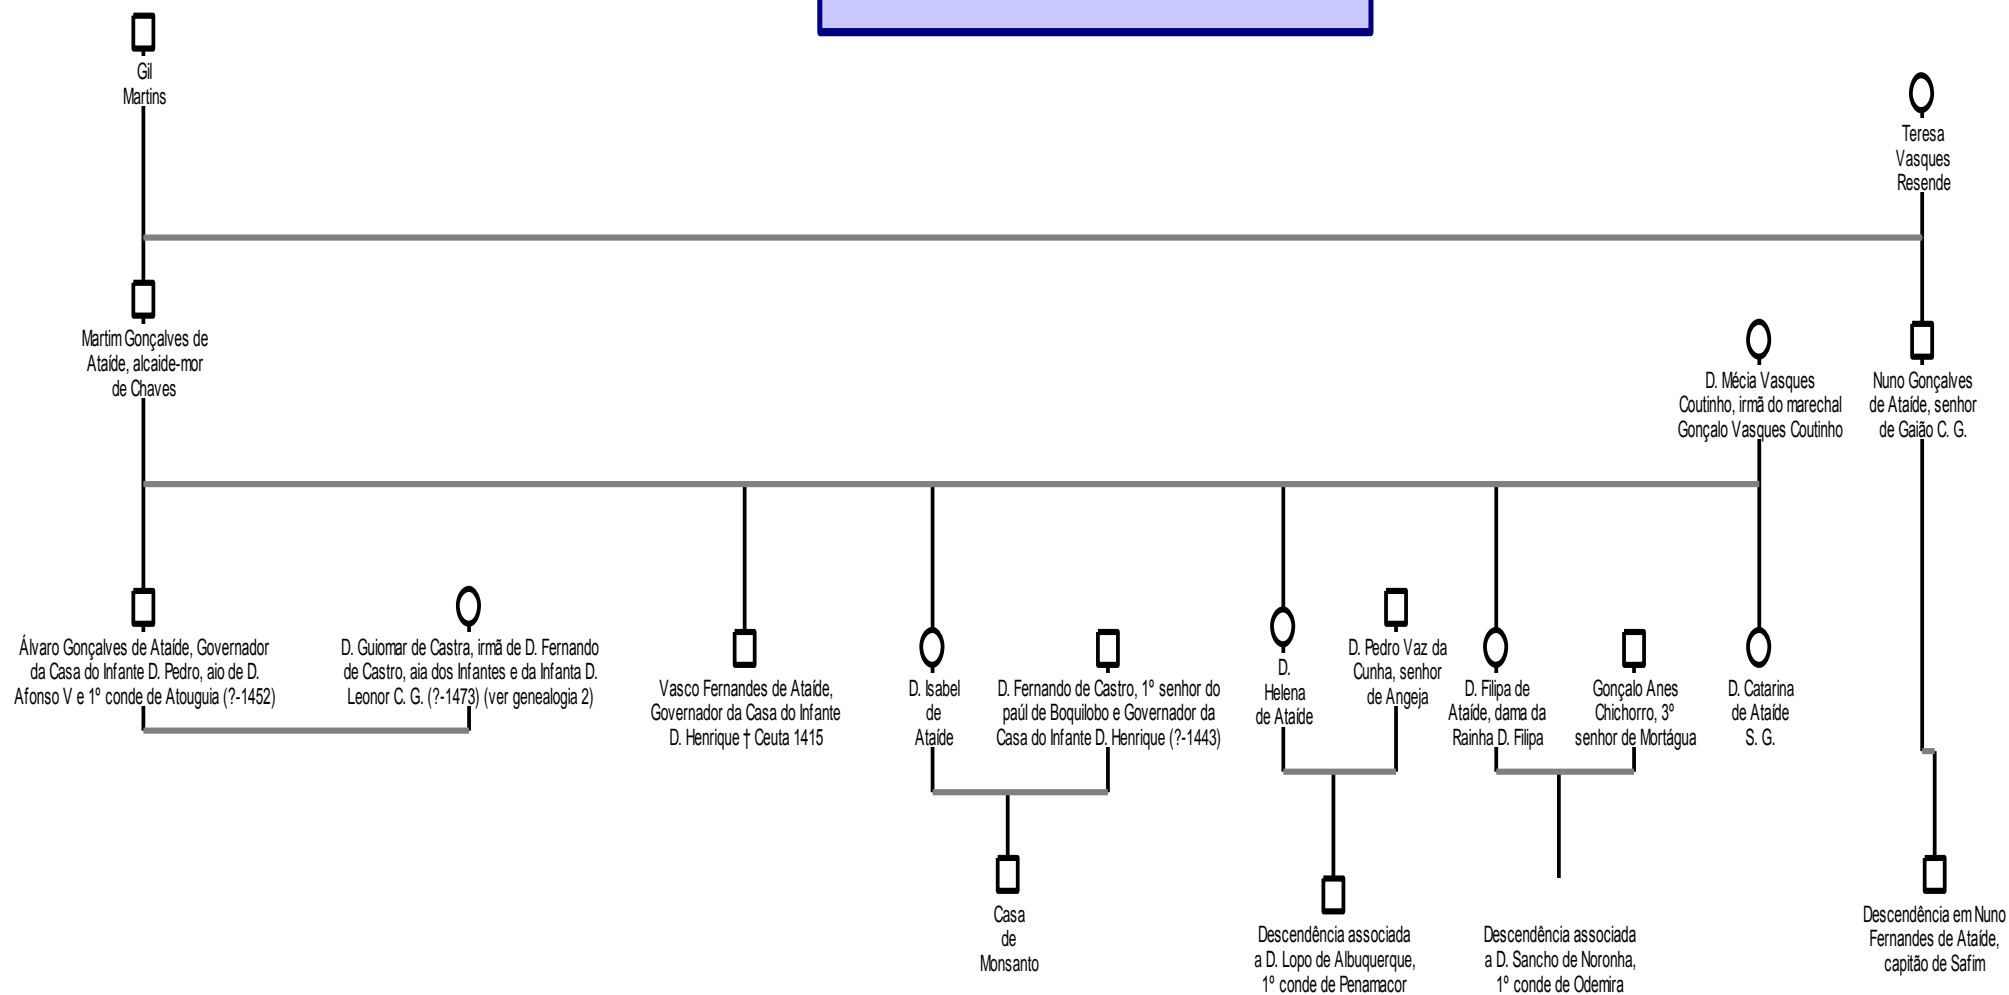 Gil
Martins
Teresa
Vasques
Resende
Martim Gonçalves de
Ataíde, alcaide-mor
de Chaves
D. Mécia Vasques
Coutinho, irmã do marechal
Gonçalo Vasques Coutinho
Nuno Gonçalves
de Ataíde, senhor
de Gaião C. G.
Álvaro Gonçalves de Ataíde, Governador
da Casa do Infante D. Pedro, aio de D.
Afonso V e 1º conde de Atouguia (?-1452)
D. Guiomar de Castra, irmã de D. Fernando
de Castro, aia dos Infantes e da Infanta D.
Leonor C. G. (?-1473) (ver genealogia 2)
Vasco Fernandes de Ataíde,
Governador da Casa do Infante
D. Henrique † Ceuta 1415
D. Isabel
de
Ataíde
D. Fernando de Castro, 1º senhor do
paúl de Boquilobo e Governador da
Casa do Infante D. Henrique (?-1443)
D.
Helena
de Ataíde
D. Pedro Vaz da
Cunha, senhor
de Angeja
D. Filipa de
Ataíde, dama da
Rainha D. Filipa
Gonçalo Anes
Chichorro, 3º
senhor de Mortágua
D. Catarina
de Ataíde
S. G.
Casa
de
Monsanto
Descendência associada
a D. Lopo de Albuquerque,
1º conde de Penamacor
Descendência associada
a D. Sancho de Noronha,
1º conde de Odemira
Descendência em Nuno
Fernandes de Ataíde,
capitão de Safim